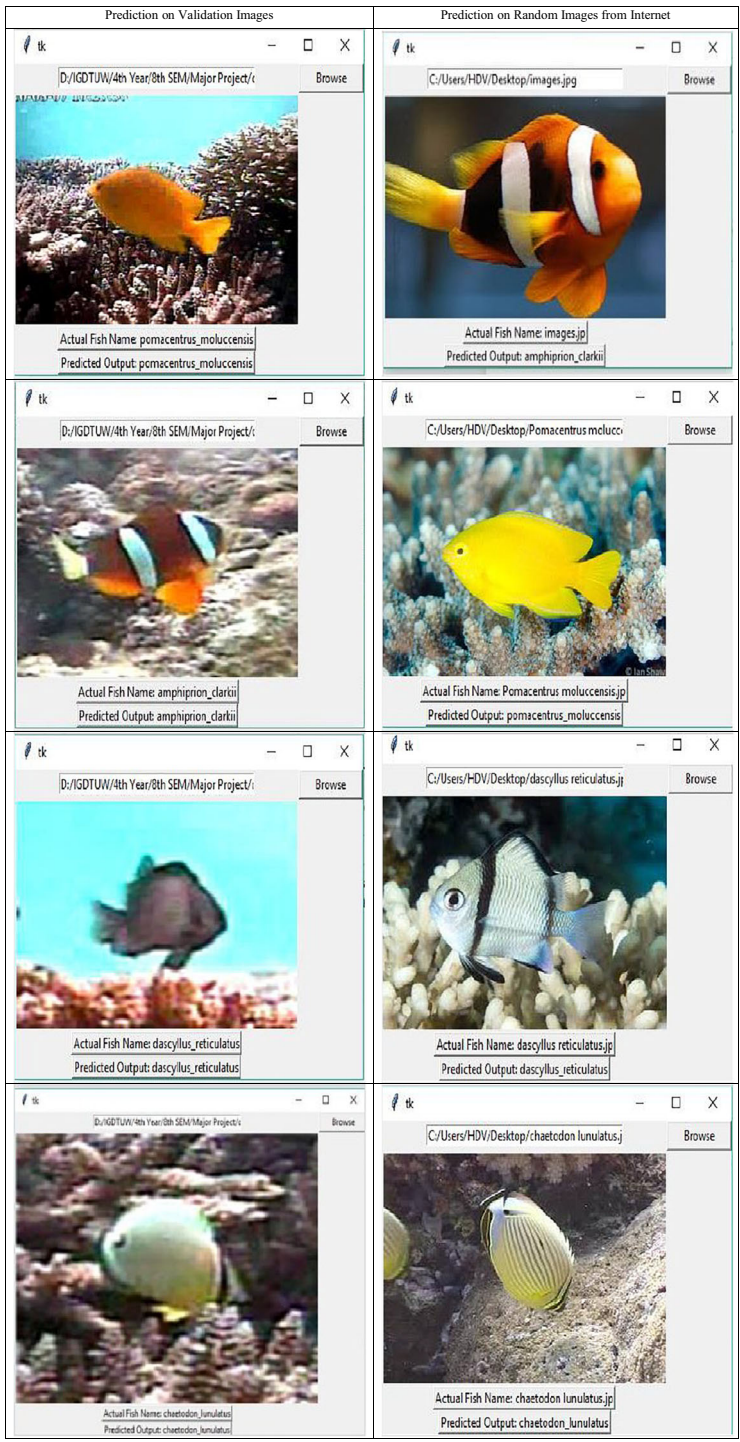 Prediction on Validation Images
Prediction on Random Images from Internet
tk
D:/IGDTUW/4th Year/8th SEM/Major Project/c
Browse
Actual Fish Name: pomacentrus_moluccensis
Predicted Output: pomacentrus_moluccensis
tk
C:/Users/HDV/Desktop/images.jpg
Browse
Actual Fish Name: images.jp
Predicted Output: amphiprion_clarkii
tk
D:/IGDTUW/4th Year/8th SEM/Major Project/c
Browse
Actual Fish Name: amphiprion_clarkii
Predicted Output: amphiprion_clarkii
tk
C:/Users/HDV/Desktop/Pomacentrus molucce
Browse
© Ian Shaw
Actual Fish Name: Pomacentrus moluccensis.jp
Predicted Output: pomacentrus_moluccensis
tk
D:/IGDTUW/4th Year/8th SEM/Major Project/
Browse
Actual Fish Name: dascyllus_reticulatus
Predicted Output: dascyllus_reticulatus
tk
C:/Users/HDV/Desktop/dascyllus reticulatus.jp
Browse
Actual Fish Name: dascyllus reticulatus.jp
Predicted Output: dascyllus_reticulatus
tk
D:/IGDTUW/4th Year/8th SEM/Major Project/c
Browse
Actual Fish Name: chaetodon_lunulatus
Predicted Output: chaetodon_lunulatus
tk
C:/Users/HDV/Desktop/chaetodon lunulatus.j
Browse
Actual Fish Name: chaetodon lunulatus.jp
Predicted Output: chaetodon_lunulatus